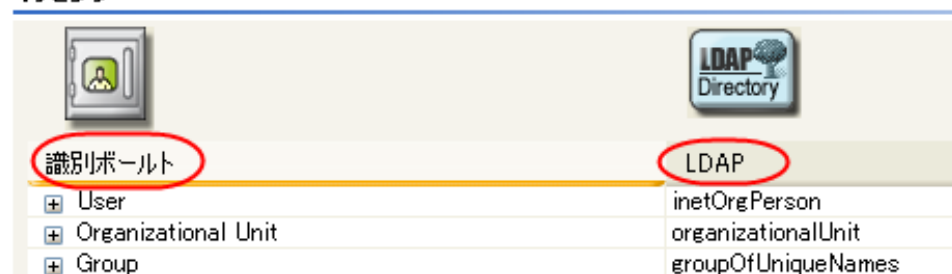 LDAP
Directory
識別ボールト LDAP
User inetOrgPerson
Organizational Unit organizationalUnit
Group groupOfUniqueNames